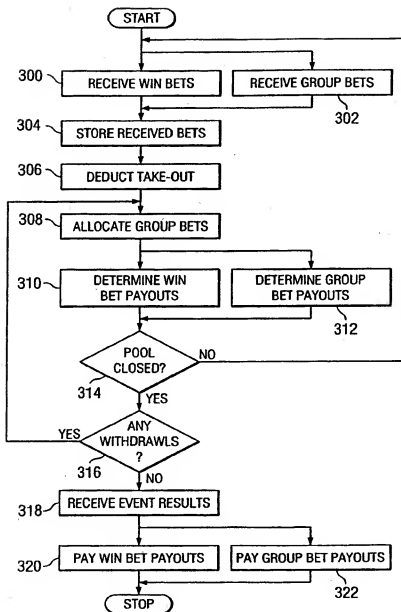 START
300
RECEIVE WIN BETS
RECEIVE GROUP BETS
302
304
STORE RECEIVED BETS
306
DEDUCT TAKE-OUT
308
ALLOCATE GROUP BETS
310
DETERMINE WIN
BET PAYOUTS
DETERMINE GROUP
BET PAYOUTS
312
POOL
CLOSED?
NO
314
YES
YES
ANY
WITHDRAWLS
?
316
NO
318
RECEIVE EVENT RESULTS
320
PAY WIN BET PAYOUTS
PAY GROUP BET PAYOUTS
322
STOP